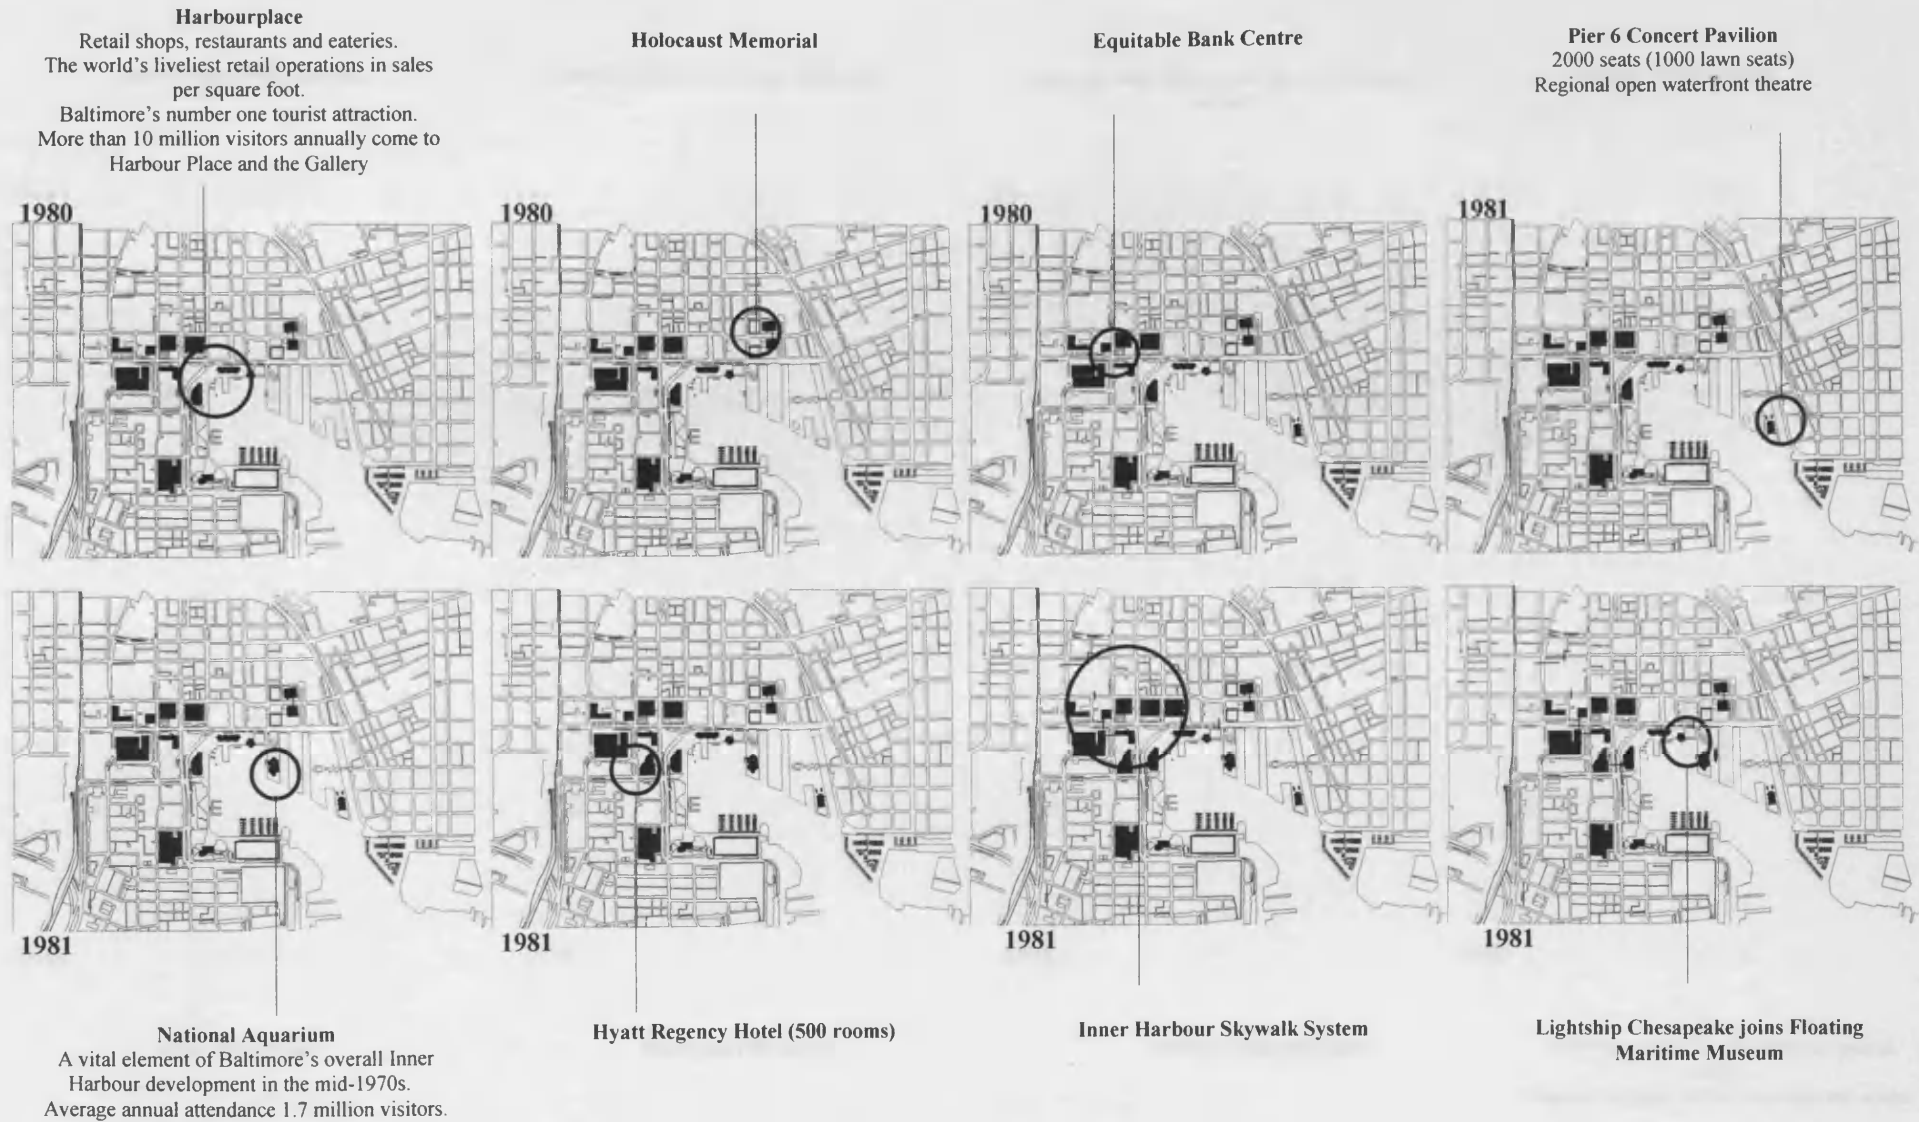 Harbourplace
Retail shops, restaurants and eateries.
The world's liveliest retail operations in sales
per square foot.
Baltimore's number one tourist attraction.
More than 10 million visitors annually come to
Harbour Place and the Gallery
Holocaust Memorial
Equitable Bank Centre
Pier 6 Concert Pavilion
2000 seats (1000 lawn seats)
Regional open waterfront theatre
1980
1980
1980
1981
1981
1981
1981
1981
National Aquarium
A vital element of Baltimore's overall Inner
Harbour development in the mid-1970s.
Average annual attendance 1.7 million visitors.
Hyatt Regency Hotel (500 rooms)
Inner Harbour Skywalk System
Lightship Chesapeake joins Floating
Maritime Museum